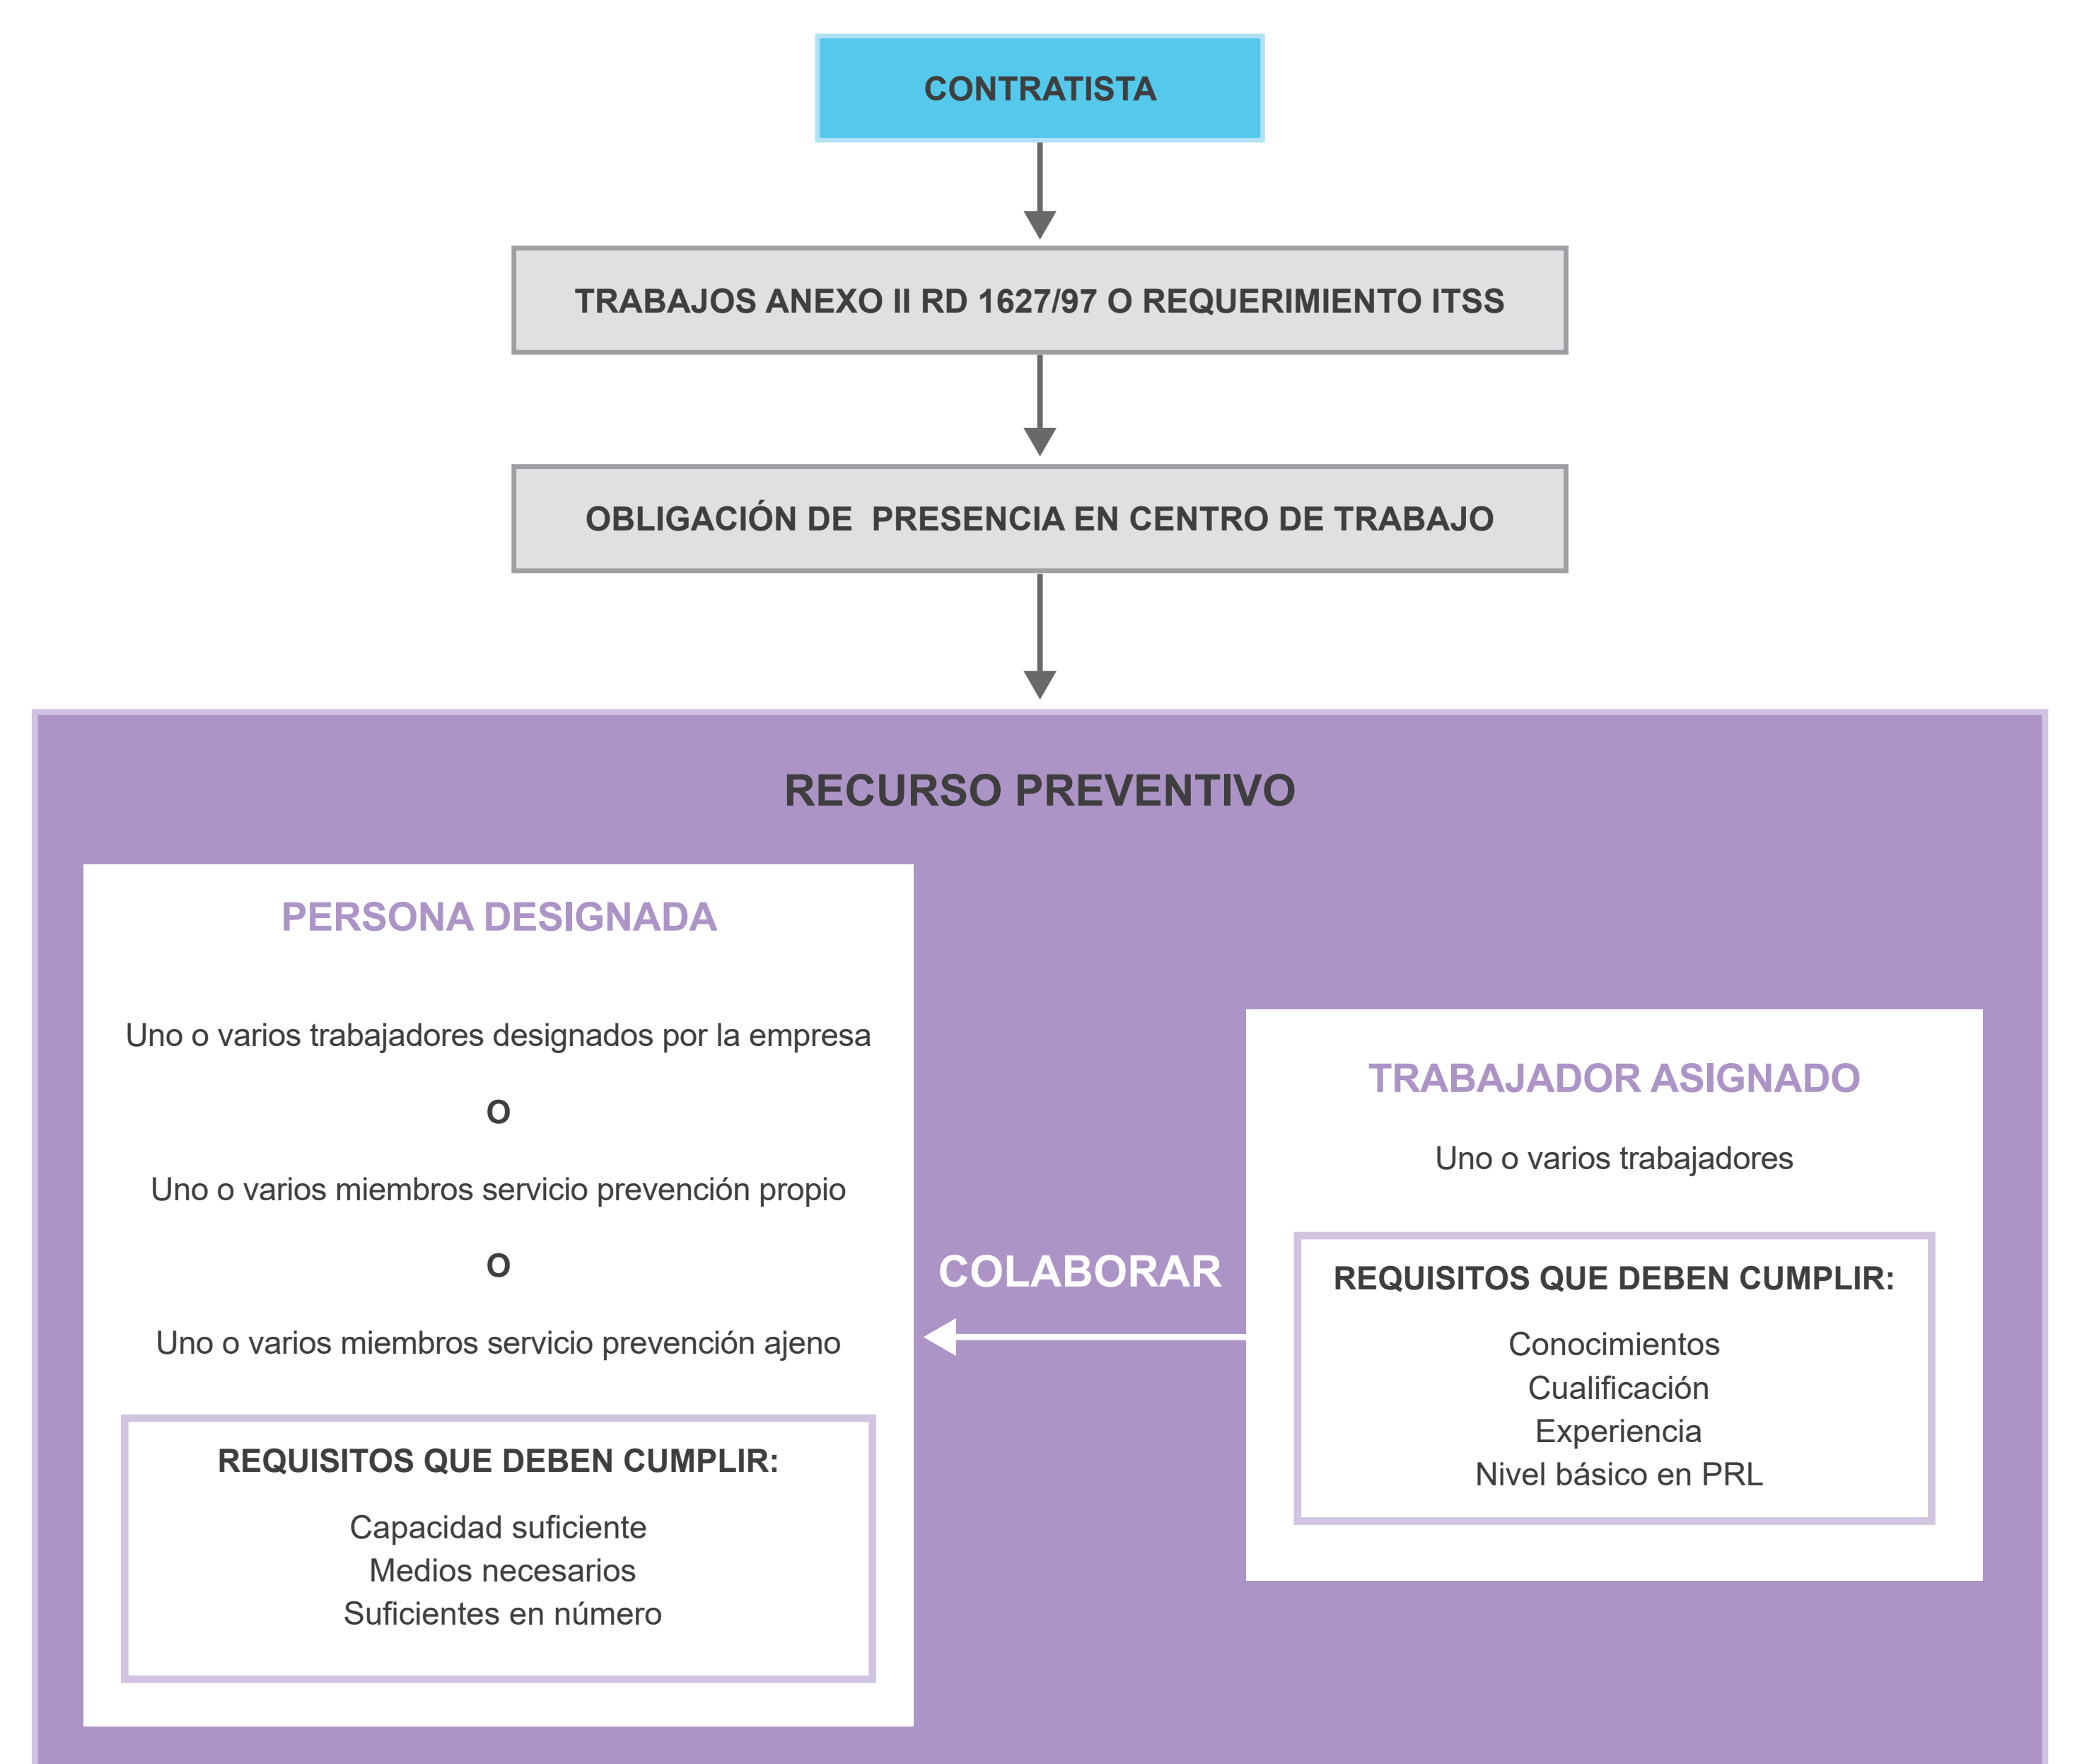 CONTRATISTA
TRABAJOS ANEXO II RD 1627/97 O REQUERIMIENTO ITSS
OBLIGACIÓN DE  PRESENCIA EN CENTRO DE TRABAJO
RECURSO PREVENTIVO
PERSONA DESIGNADA
Uno o varios trabajadores designados por la empresa
O
Uno o varios miembros servicio prevención propio
O
Uno o varios miembros servicio prevención ajeno
REQUISITOS QUE DEBEN CUMPLIR:
Capacidad suficiente
Medios necesarios
Suficientes en número
COLABORAR
TRABAJADOR ASIGNADO
Uno o varios trabajadores
REQUISITOS QUE DEBEN CUMPLIR:
Conocimientos
Cualificación
Experiencia
Nivel básico en PRL